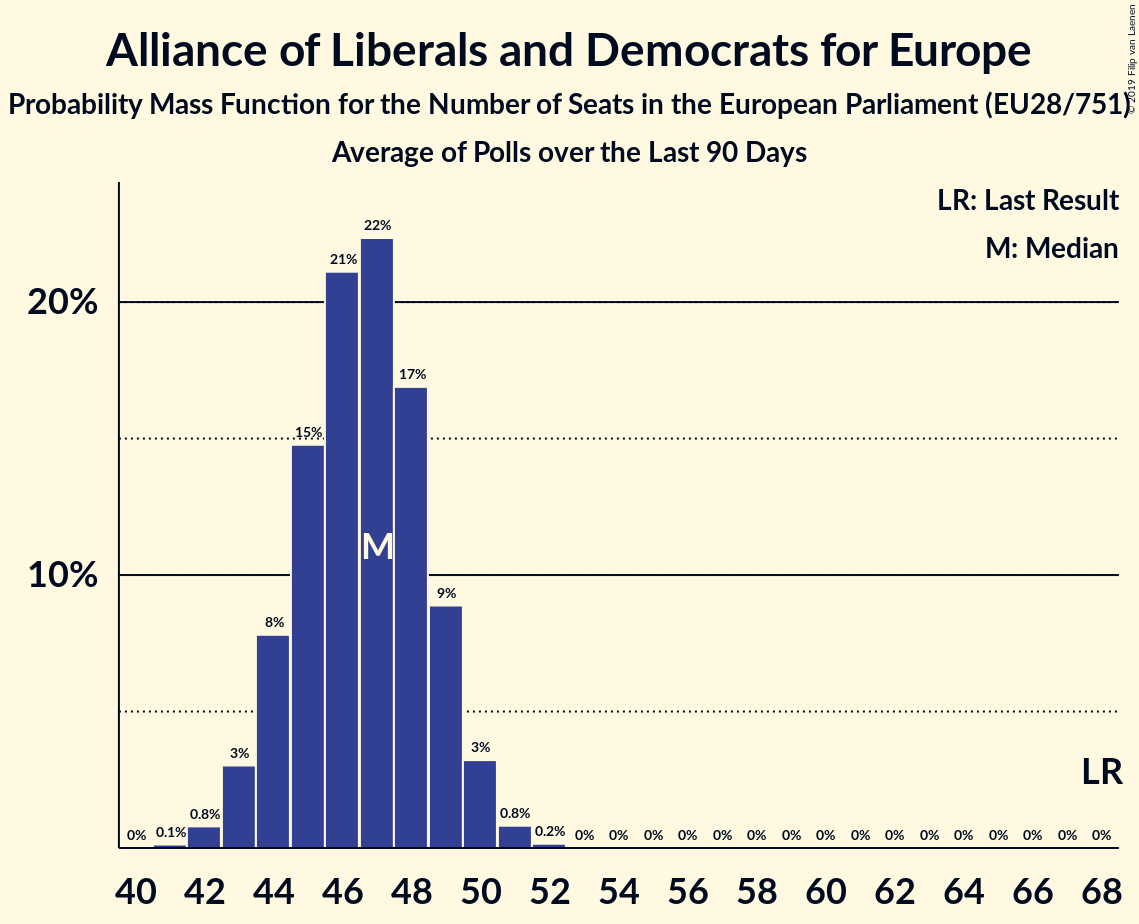 Alliance of Liberals and Democrats for Europe
© 2019 Filip van Laenen
Probability Mass Function for the Number of Seats in the European Parliament (EU28/751)
Average of Polls over the Last 90 Days
LR: Last Result
M: Median
22%
21%
20%
17%
15%
M
10%
9%
8%
3%
3%
LR
0% 0.1% 0.8% 0.8% 0.2% 0% 0% 0% 0% 0% 0% 0% 0% 0% 0% 0% 0% 0% 0% 0% 0%
40 42 44 46 48 50 52 54 56 58 60 62 64 66 68